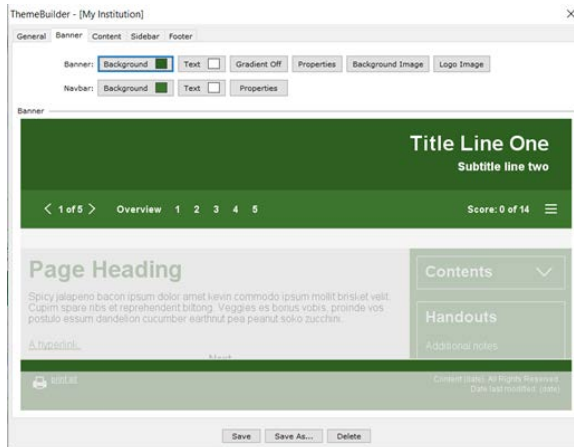 ThemeBuilder - [My Institution]
General Banner Content Sidebar Footer
Banner: Background Text Gradient Off Properties Background Image Logo Image
Navbar: Background Text Properties
Banner
Title Line One
Subtitle line two
1 of 5 Overview 1 2 3 4 5 Score: 0 of 14
Page Heading
Spicy jalapeno bacon ipsum dolor amet kevin commodo ipsum mollit brisket velit.
Cupim spare ribs et reprehenderit biltong. Veggies es bonus vobis, proinde vos
postulo essum dandelion cucumber earthnut pea peanut soko zucchini.
A hyperlink.
Next
Contents
Handouts
Additional notes
print all
Content (date). All Rights Reserved.
Date last modified: (date)
Save Save As... Delete